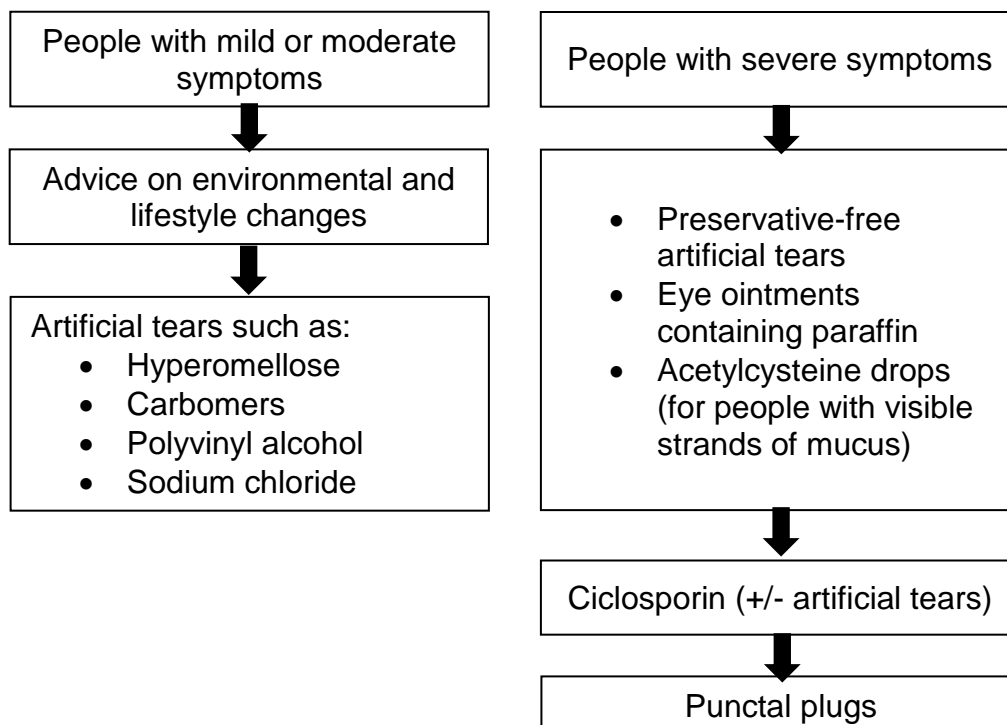 People with mild or moderate
symptoms
Advice on environmental and
lifestyle changes
Artificial tears such as:
• Hyperomellose
• Carbomers
• Polyvinyl alcohol
• Sodium chloride
People with severe symptoms
• Preservative-free
artificial tears
• Eye ointments
containing paraffin
• Acetylcysteine drops
(for people with visible
strands of mucus)
Ciclosporin (+/- artificial tears)
Punctal plugs